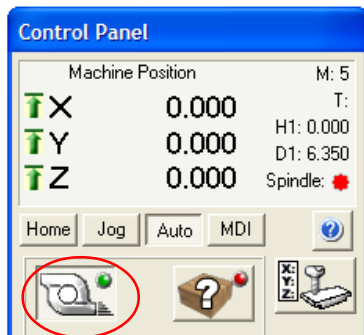 Control Panel
Machine Position M: 5
X 0.000 T:
Y 0.000 H1: 0.000
D1: 6.350
Z 0.000 Spindle:
Home Jog Auto MDI ?
? X:
Y:
Z: